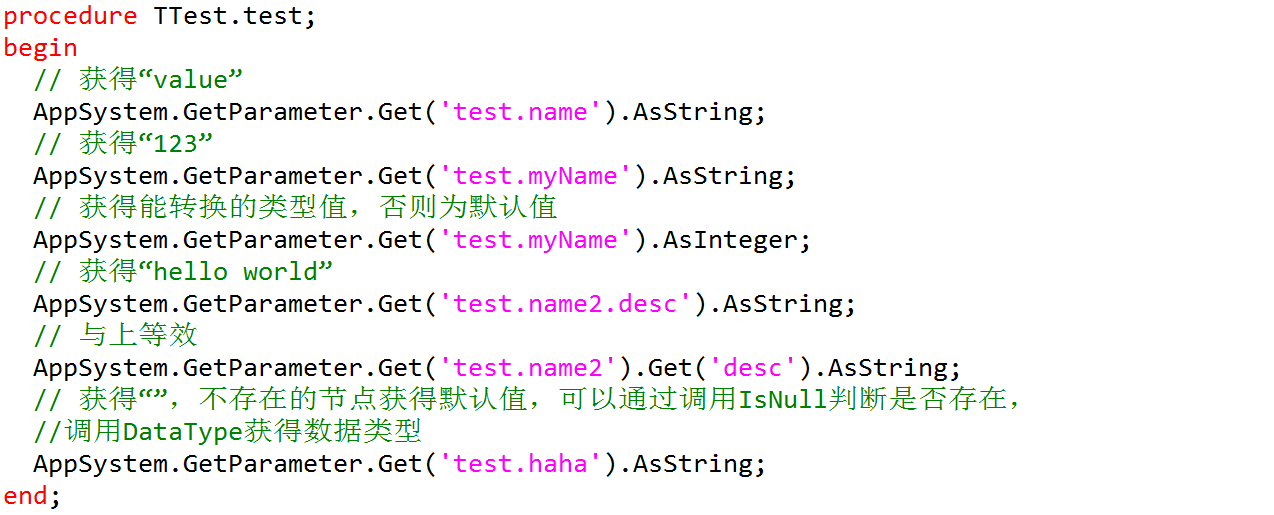 procedure TTest.test;
begin
  // 获得“value”
  AppSystem.GetParameter.Get('test.name').AsString;
  // 获得“123”
  AppSystem.GetParameter.Get('test.myName').AsString;
  // 获得能转换的类型值，否则为默认值
  AppSystem.GetParameter.Get('test.myName').AsInteger;
  // 获得“hello world”
  AppSystem.GetParameter.Get('test.name2.desc').AsString;
  // 与上等效
  AppSystem.GetParameter.Get('test.name2').Get('desc').AsString;
  // 获得“”，不存在的节点获得默认值，可以通过调用IsNull判断是否存在，
  //调用DataType获得数据类型
  AppSystem.GetParameter.Get('test.haha').AsString;
end;